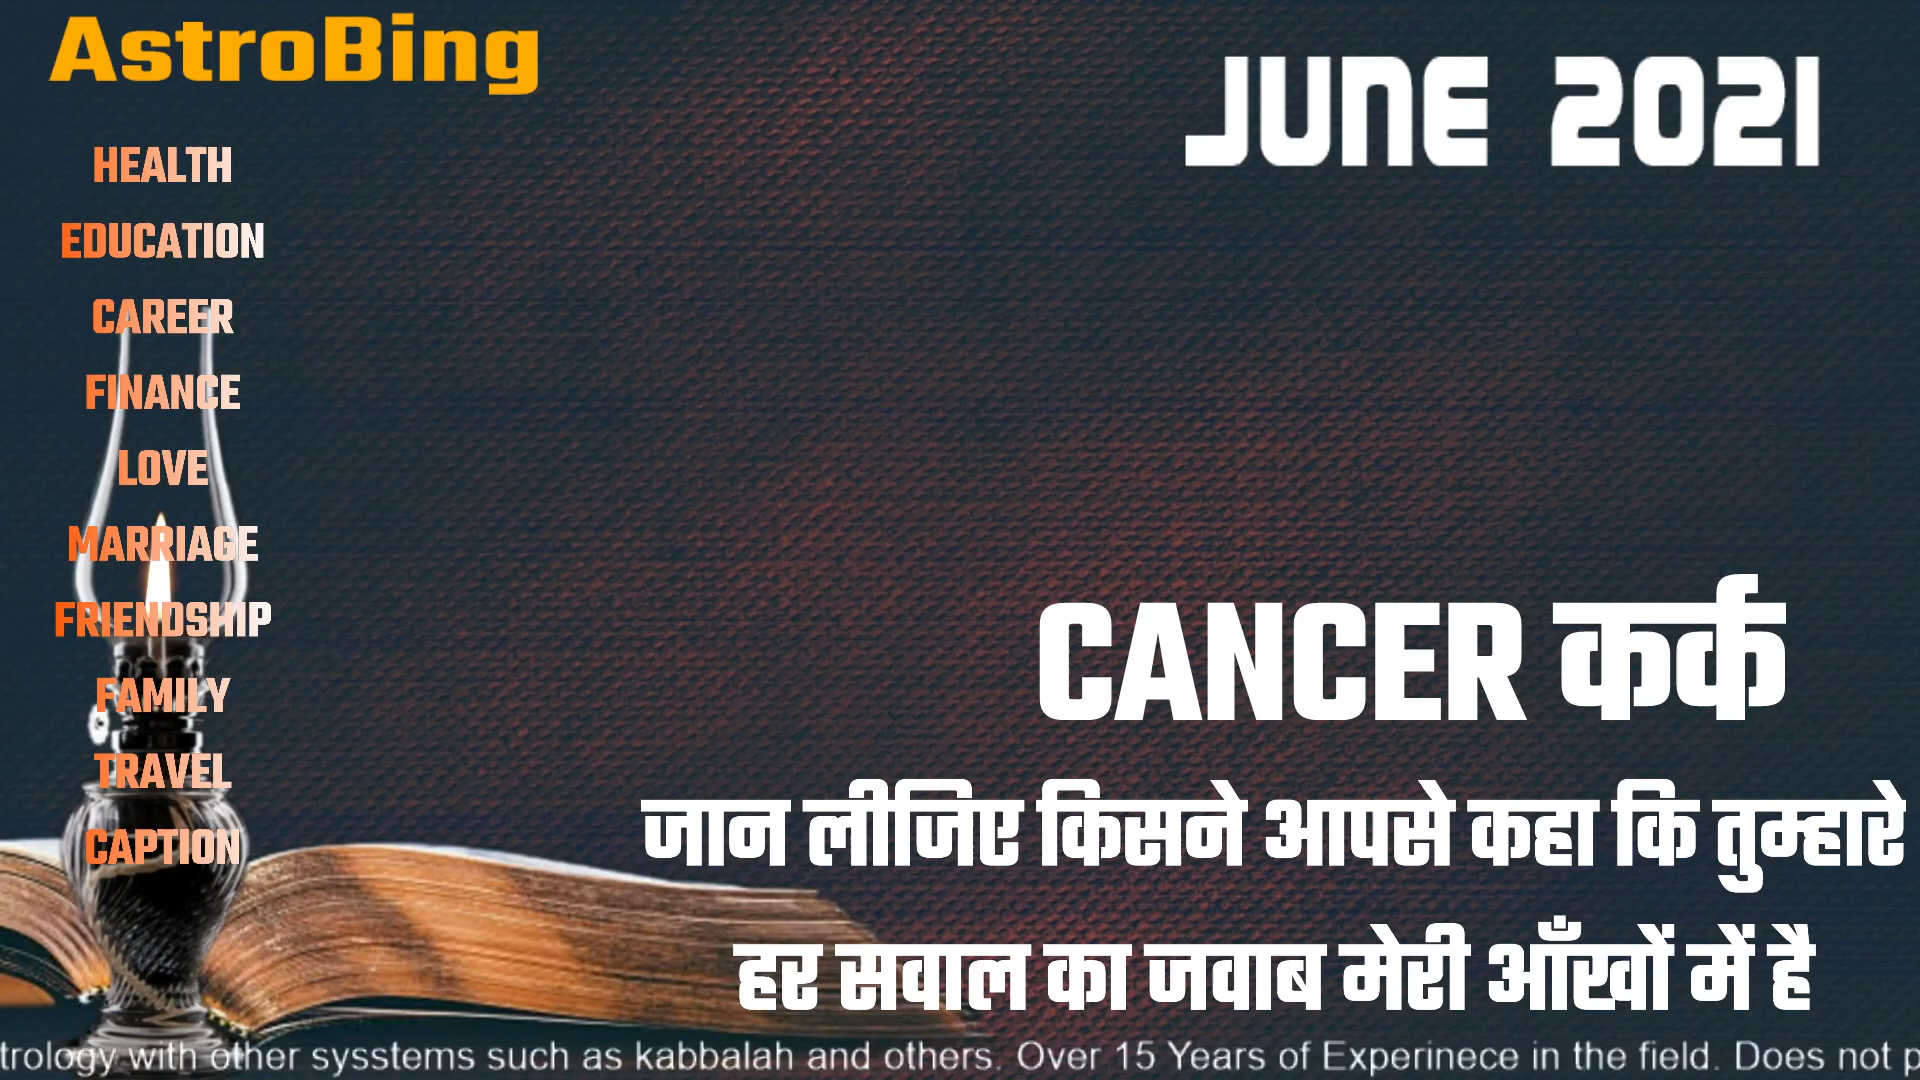 AstroBing
JUNE 2021
HEALTH
EDUCATION
CAREER
FINANCE
LOVE
MARRIAGE
FRIENDSHIP
FAMILY
TRAVEL
CAPTION
CANCER कर्क
जान लीजिए किसने आपसे कहा कि तुम्हारे
हर सवाल का जवाब मेरी आँखों में है
trology with other sysstems such as kabbalah and others. Over 15 Years of Experinece in the field. Does not p